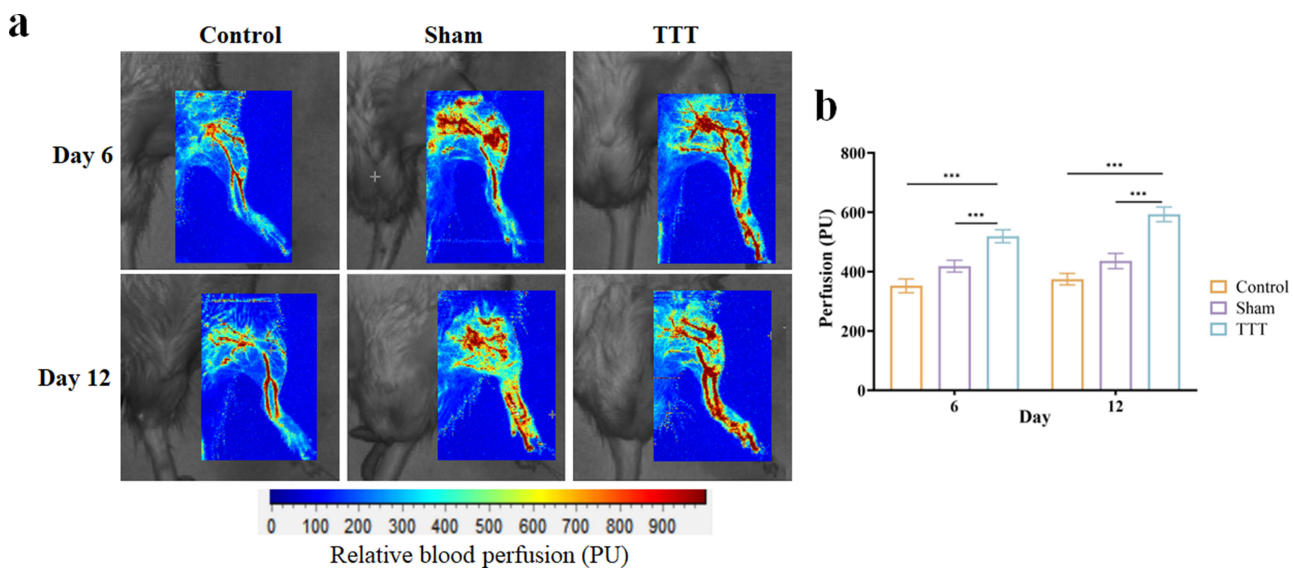 a
Control Sham TTT
Day 6
Day 12
0 100 200 300 400 500 600 700 800 900
Relative blood perfusion (PU)
b
Perfusion (PU)
800
600
400
200
0
***
***
***
***
6 12
Day
Control
Sham
TTT